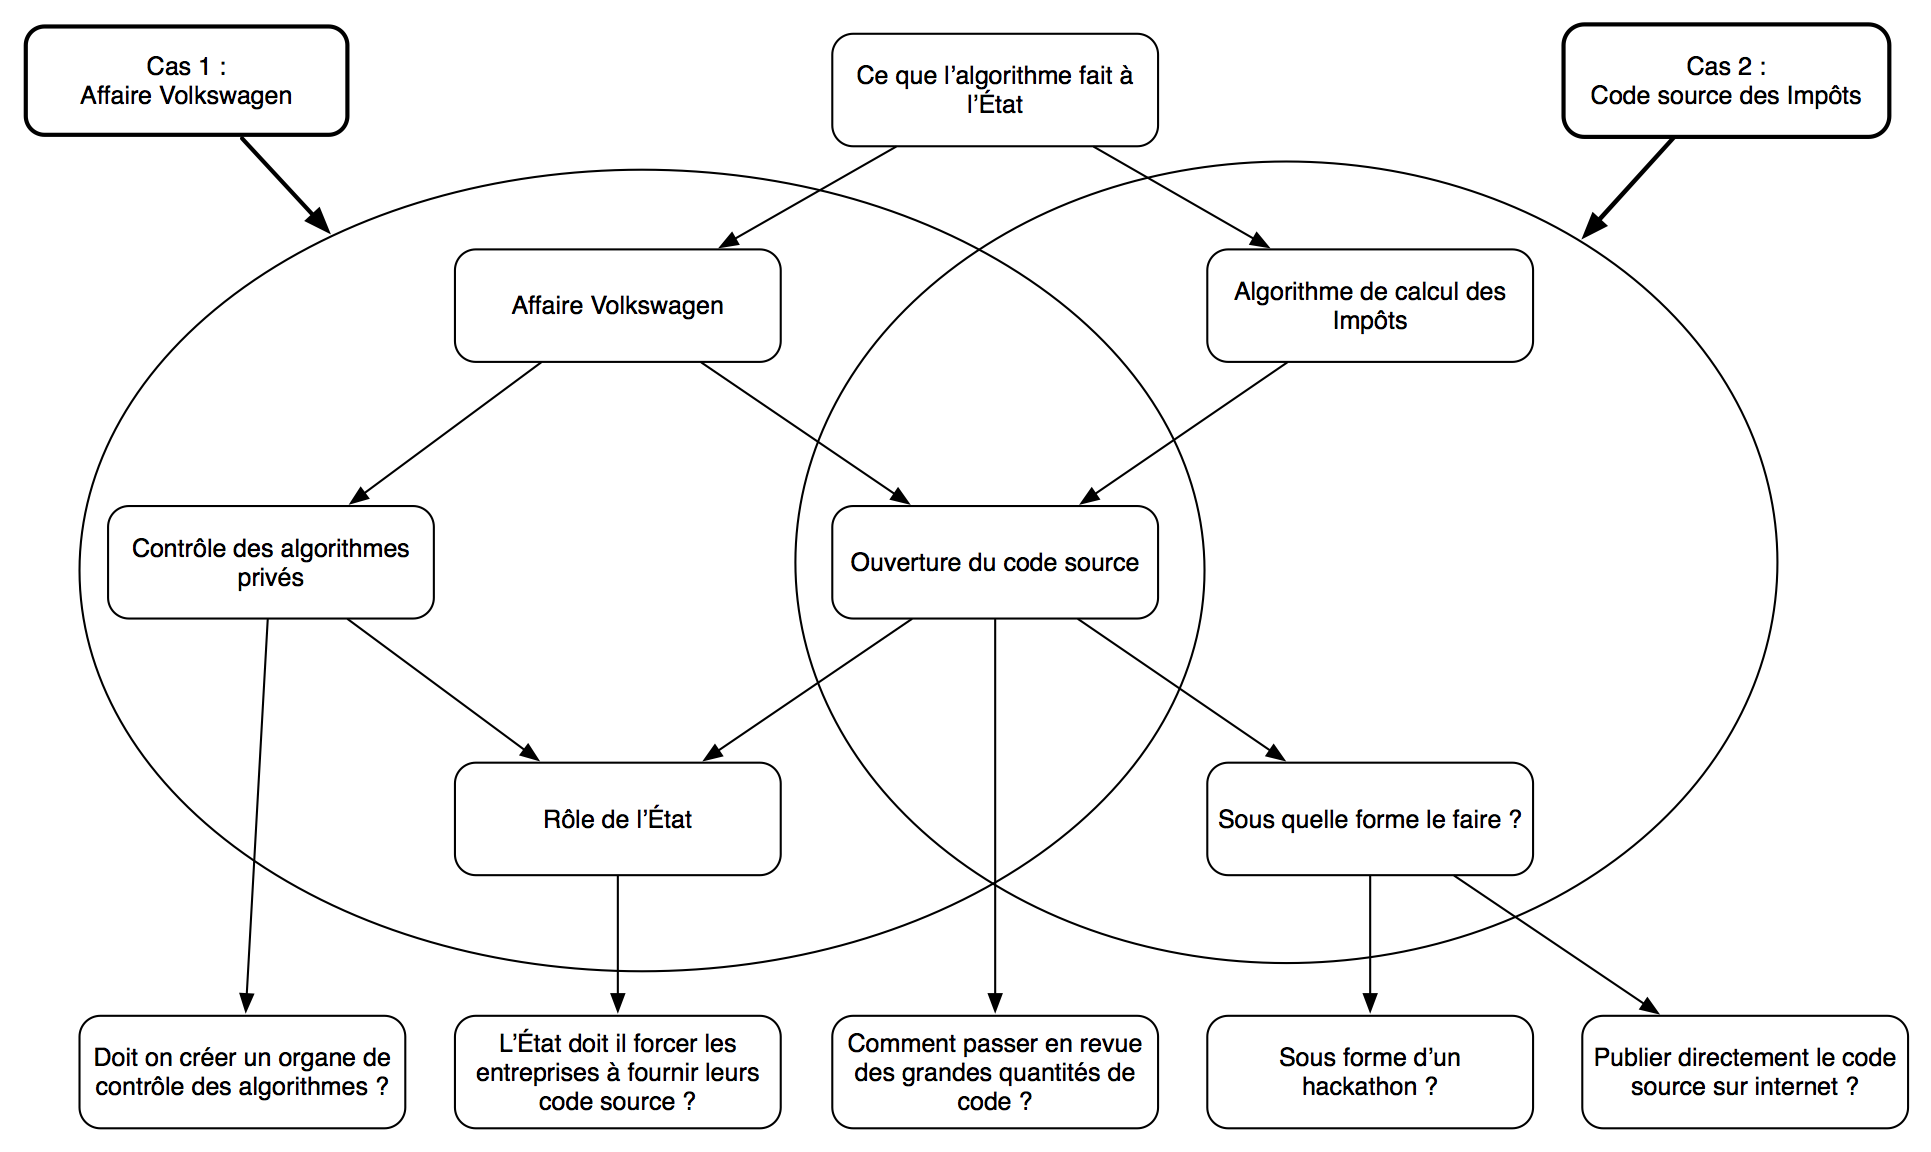 Cas 1 :
Affaire Volkswagen
Ce que l’algorithme fait à
l’État
Cas 2 :
Code source des Impôts
Affaire Volkswagen
Algorithme de calcul des
Impôts
Contrôle des algorithmes
privés
Ouverture du code source
Rôle de l’État
Sous quelle forme le faire ?
Doit on créer un organe de
contrôle des algorithmes ?
L’État doit il forcer les
entreprises à fournir leurs
code source ?
Comment passer en revue
des grandes quantités de
code ?
Sous forme d’un
hackathon ?
Publier directement le code
source sur internet ?